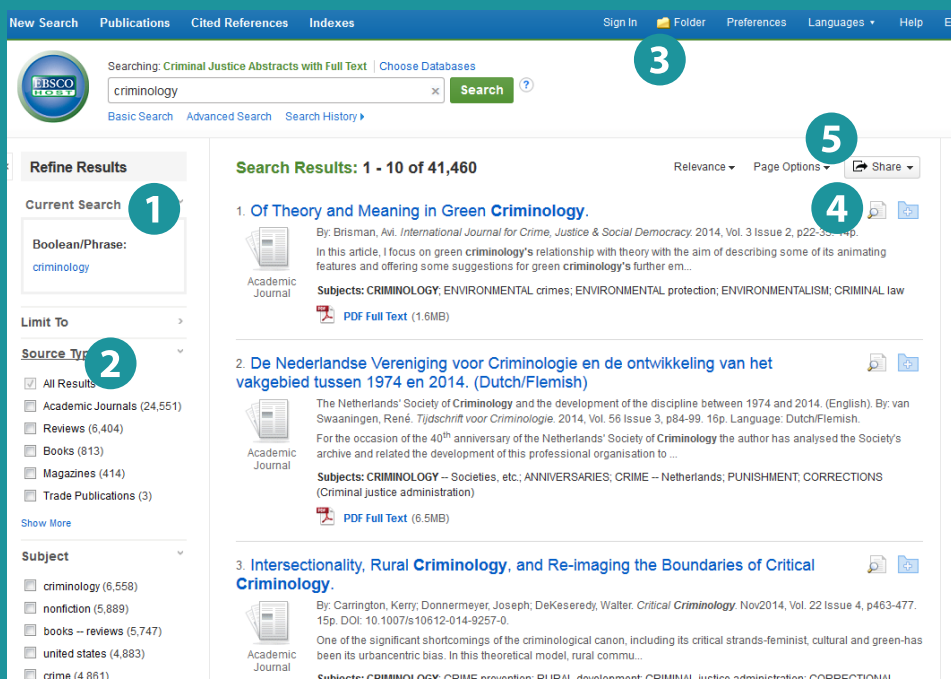 New Search Publications Cited References Indexes Sign In Folder Preferences Languages Help E
3
EBSCO
HOST
Searching: Criminal Justice Abstracts with Full Text | Choose Databases
criminology × Search ?
Basic Search Advanced Search Search History
5
Refine Results
Search Results: 1 - 10 of 41,460
Relevance Page Options Share
Current Search
1
4
Boolean/Phrase:
criminology
1. Of Theory and Meaning in Green Criminology.
By: Brisman, Avi. International Journal for Crime, Justice & Social Democracy. 2014, Vol. 3 Issue 2, p22-35. 14p.
In this article, I focus on green criminology's relationship with theory with the aim of describing some of its animating
features and offering some suggestions for green criminology's further em...
Academic
Journal
Subjects: CRIMINOLOGY; ENVIRONMENTAL crimes; ENVIRONMENTAL protection; ENVIRONMENTALISM; CRIMINAL law
PDF Full Text (1.6MB)
Limit To
Source Typ
2
All Results
Academic Journals (24,551)
Reviews (6,404)
Books (813)
Magazines (414)
Trade Publications (3)
Show More
2. De Nederlandse Vereniging voor Criminologie en de ontwikkeling van het
vakgebied tussen 1974 en 2014. (Dutch/Flemish)
The Netherlands' Society of Criminology and the development of the discipline between 1974 and 2014. (English). By: van
Swaaningen, René. Tijdschrift voor Criminologie. 2014, Vol. 56 Issue 3, p84-99. 16p. Language: Dutch/Flemish.
For the occasion of the 40th anniversary of the Netherlands' Society of Criminology the author has analysed the Society's
archive and related the development of this professional organisation to ...
Academic
Journal
Subjects: CRIMINOLOGY -- Societies, etc.; ANNIVERSARIES; CRIME -- Netherlands; PUNISHMENT; CORRECTIONS
(Criminal justice administration)
PDF Full Text (6.5MB)
Subject
criminology (6,558)
nonfiction (5,889)
books -- reviews (5,747)
united states (4,883)
crime (4,861)
3. Intersectionality, Rural Criminology, and Re-imaging the Boundaries of Critical
Criminology.
By: Carrington, Kerry; Donnermeyer, Joseph; DeKeseredy, Walter. Critical Criminology. Nov2014, Vol. 22 Issue 4, p463-477.
15p. DOI: 10.1007/s10612-014-9257-0.
One of the significant shortcomings of the criminological canon, including its critical strands-feminist, cultural and green-has
been its urbancentric bias. In this theoretical model, rural commu...
Academic
Journal
Subjects: CRIMINOLOGY; CRIME prevention; RURAL development; CRIMINAL justice administration; CORRECTIONAL